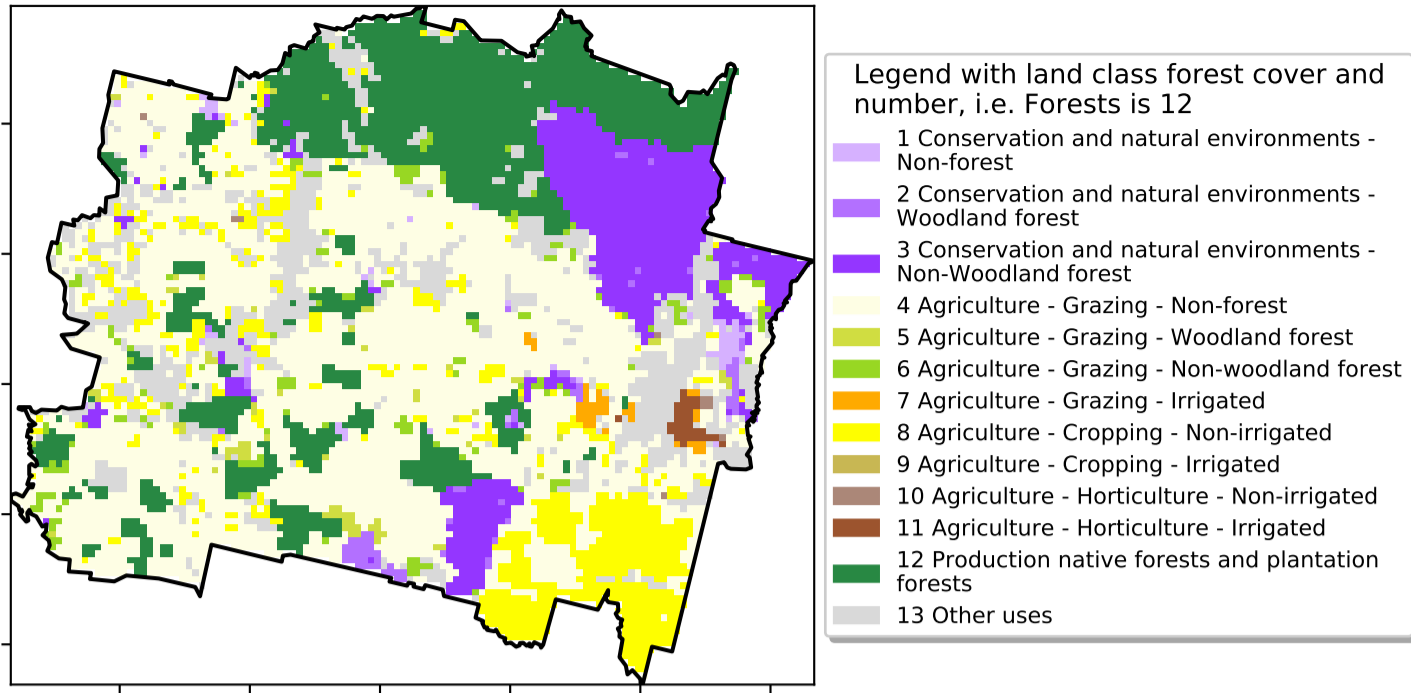 Legend with land class forest cover and
number, i.e. Forests is 12
1 Conservation and natural environments -
Non-forest
2 Conservation and natural environments -
Woodland forest
3 Conservation and natural environments -
Non-Woodland forest
4 Agriculture - Grazing - Non-forest
5 Agriculture - Grazing - Woodland forest
6 Agriculture - Grazing - Non-woodland forest
7 Agriculture - Grazing - Irrigated
8 Agriculture - Cropping - Non-irrigated
9 Agriculture - Cropping - Irrigated
10 Agriculture - Horticulture - Non-irrigated
11 Agriculture - Horticulture - Irrigated
12 Production native forests and plantation
forests
13 Other uses